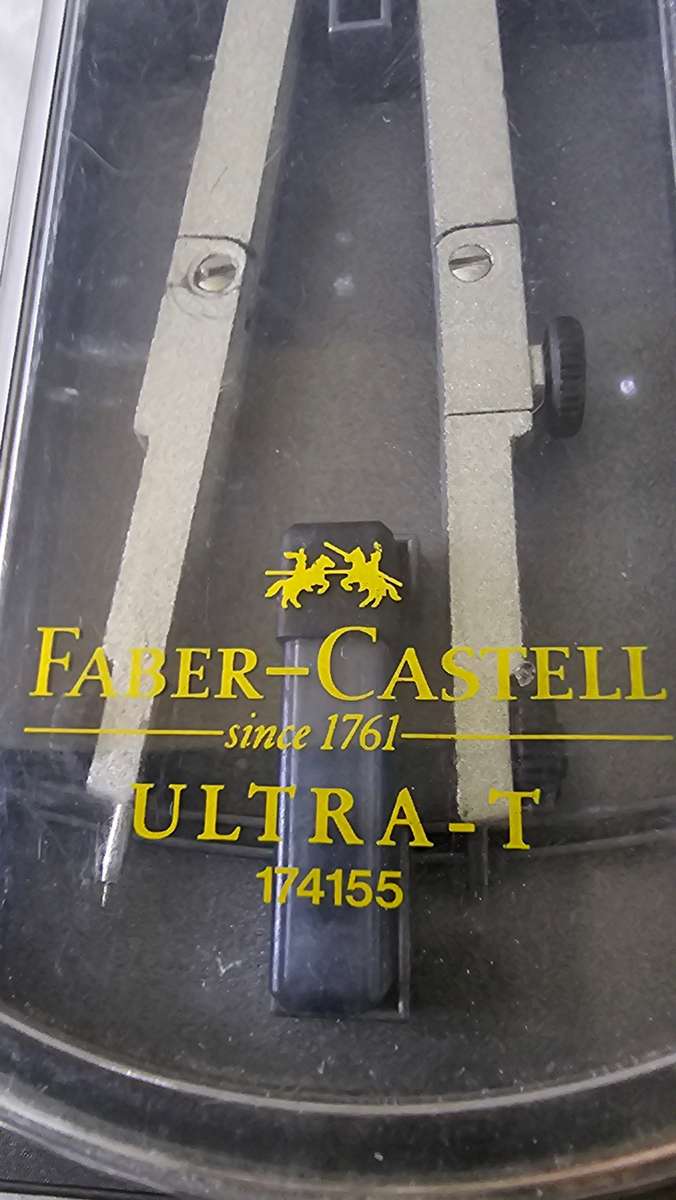 FABER-CASTELL
since 1761
ULTRA-T
174155